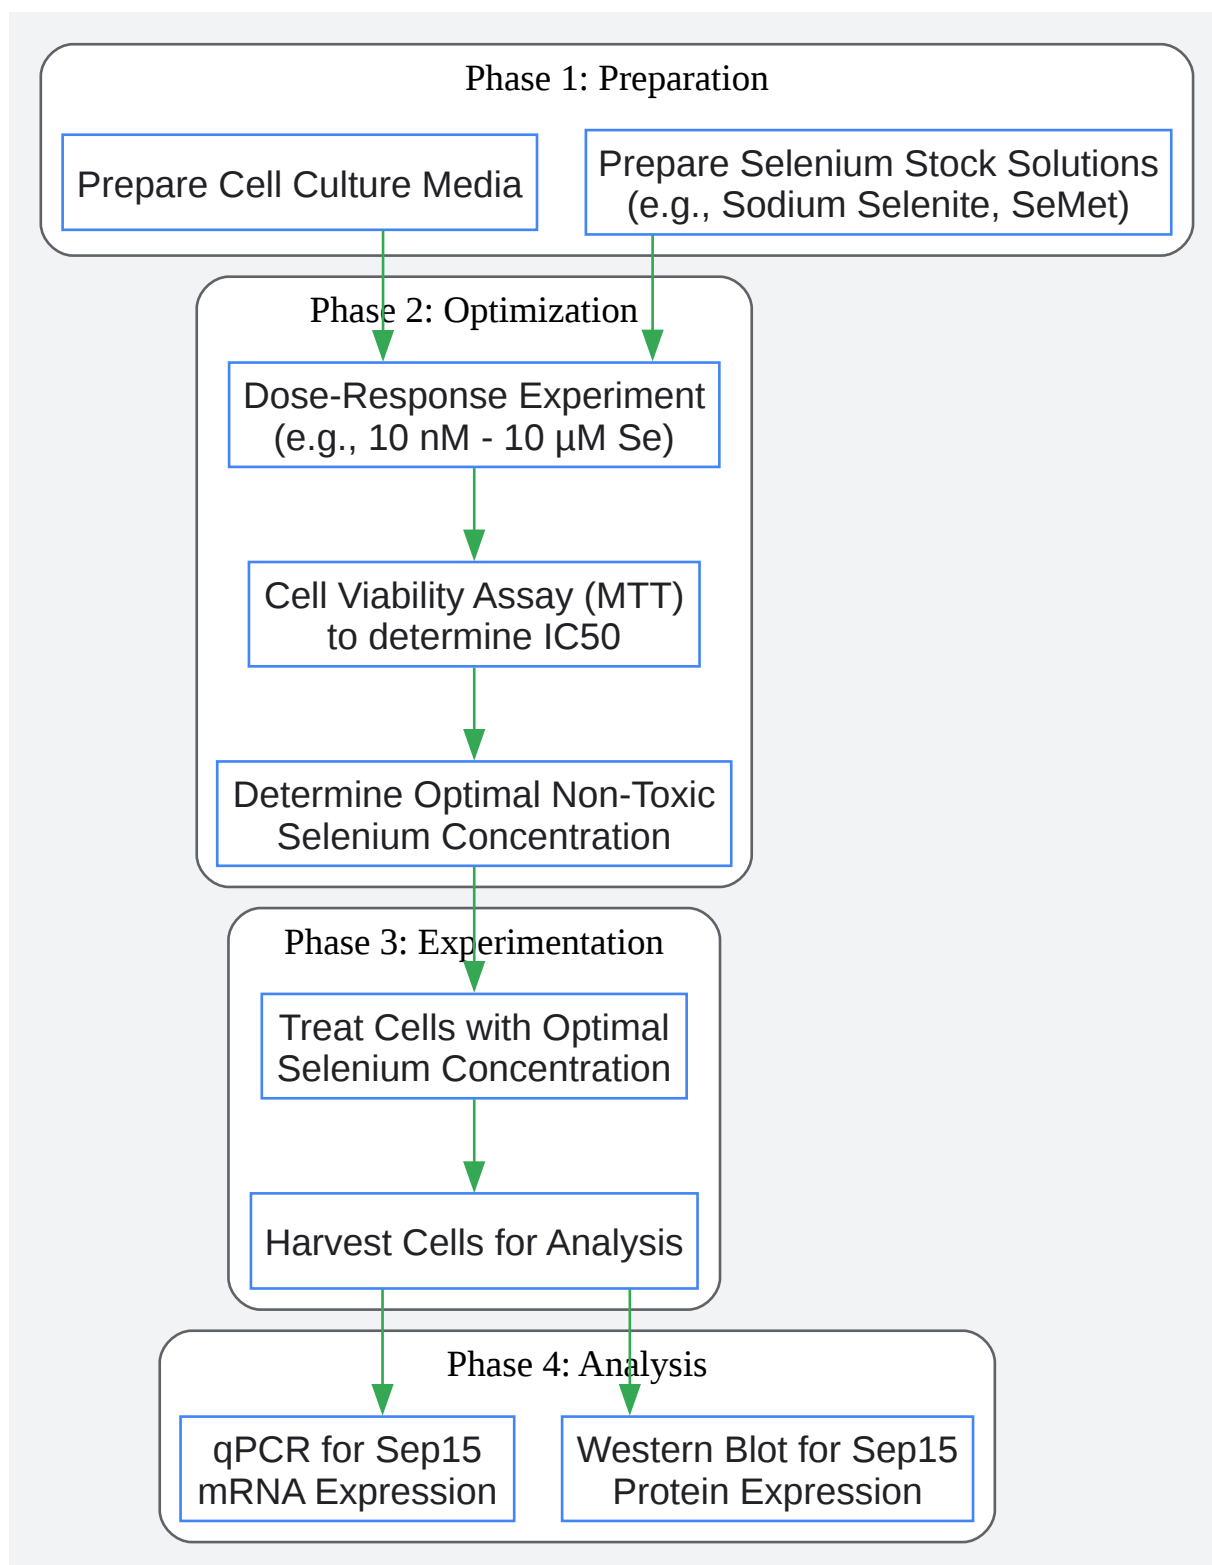 Phase 1: Preparation
Prepare Cell Culture Media
Prepare Selenium Stock Solutions
(e.g., Sodium Selenite, SeMet)
Phase 2: Optimization
Dose-Response Experiment
(e.g., 10 nM - 10 µM Se)
Cell Viability Assay (MTT)
to determine IC50
Determine Optimal Non-Toxic
Selenium Concentration
Phase 3: Experimentation
Treat Cells with Optimal
Selenium Concentration
Harvest Cells for Analysis
Phase 4: Analysis
qPCR for Sep15
mRNA Expression
Western Blot for Sep15
Protein Expression